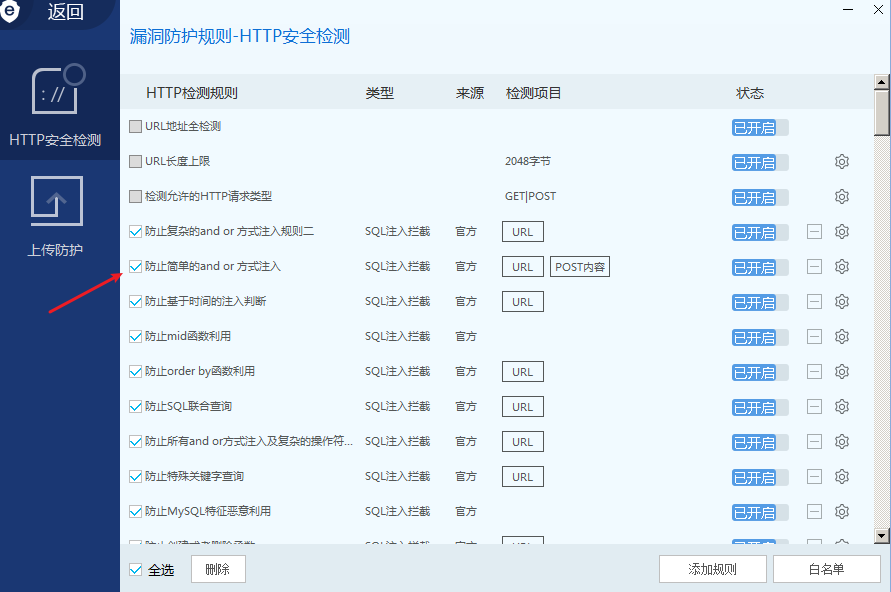 返回
漏洞防护规则-HTTP安全检测
HTTP安全检测
上传防护
HTTP检测规则 类型 来源 检测项目 状态
URL地址全检测 已开启
URL长度上限 2048字节 已开启
检测允许的HTTP请求类型 GET|POST 已开启
防止复杂的and or 方式注入规则二 SQL注入拦截 官方 URL 已开启
防止简单的and or 方式注入 SQL注入拦截 官方 URL POST内容 已开启
防止基于时间的注入判断 SQL注入拦截 官方 URL 已开启
防止mid函数利用 SQL注入拦截 官方 已开启
防止order by函数利用 SQL注入拦截 官方 URL 已开启
防止SQL联合查询 SQL注入拦截 官方 URL 已开启
防止所有and or方式注入及复杂的操作符... SQL注入拦截 官方 URL 已开启
防止特殊关键字查询 SQL注入拦截 官方 URL 已开启
防止MySQL特征恶意利用 SQL注入拦截 官方 已开启
全选 删除 添加规则 白名单